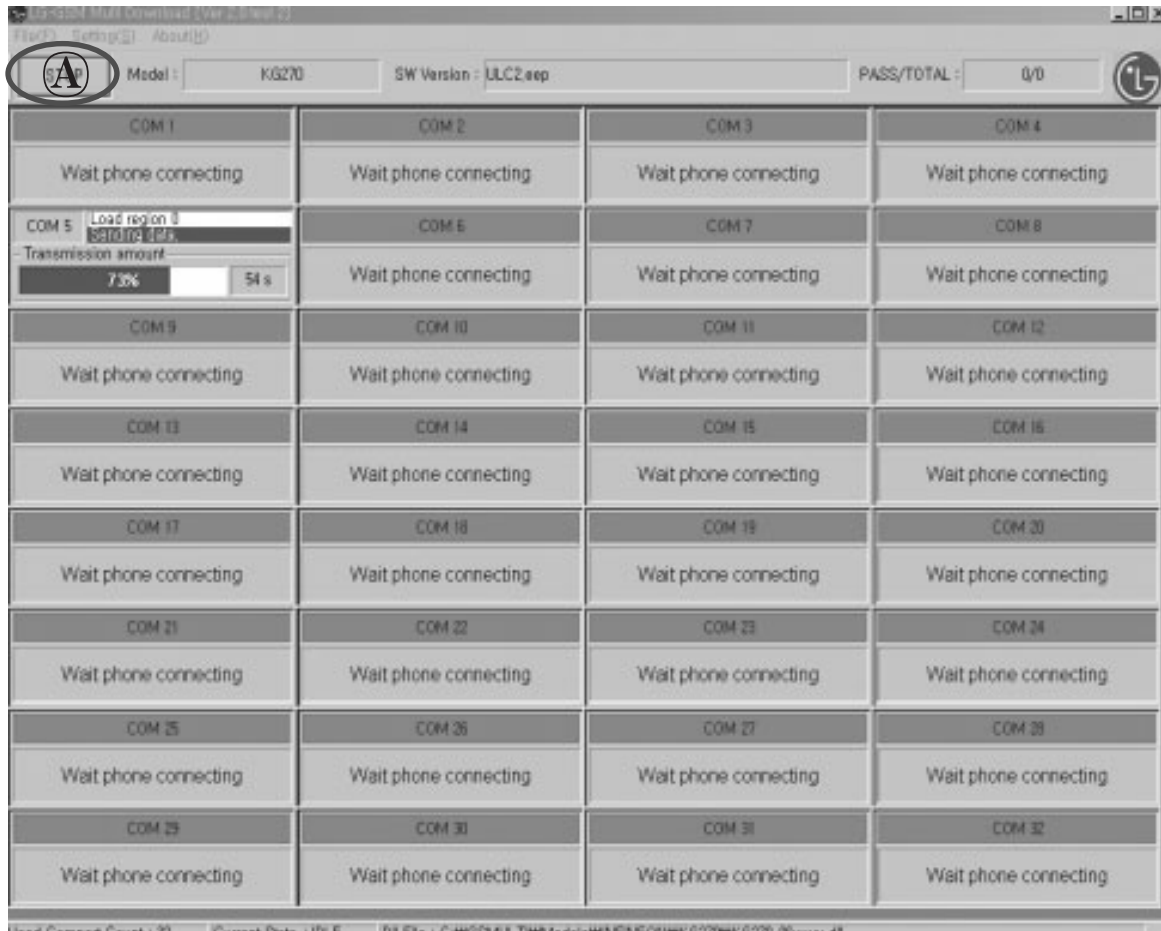 LG-GSM Multi Download
File(F) Setting(S) About(H)
A Model : KG270 SW Version : ULC2.eep PASS/TOTAL : 0/0
COM 1 COM 2 COM 3 COM 4
Wait phone connecting Wait phone connecting Wait phone connecting Wait phone connecting
COM 5 Load region 0 COM 6 COM 7 COM 8
Sending data.
Transmission amount
73% 54 s Wait phone connecting Wait phone connecting Wait phone connecting
COM 9 COM 10 COM 11 COM 12
Wait phone connecting Wait phone connecting Wait phone connecting Wait phone connecting
COM 13 COM 14 COM 15 COM 16
Wait phone connecting Wait phone connecting Wait phone connecting Wait phone connecting
COM 17 COM 18 COM 19 COM 20
Wait phone connecting Wait phone connecting Wait phone connecting Wait phone connecting
COM 21 COM 22 COM 23 COM 24
Wait phone connecting Wait phone connecting Wait phone connecting Wait phone connecting
COM 25 COM 26 COM 27 COM 28
Wait phone connecting Wait phone connecting Wait phone connecting Wait phone connecting
COM 29 COM 30 COM 31 COM 32
Wait phone connecting Wait phone connecting Wait phone connecting Wait phone connecting